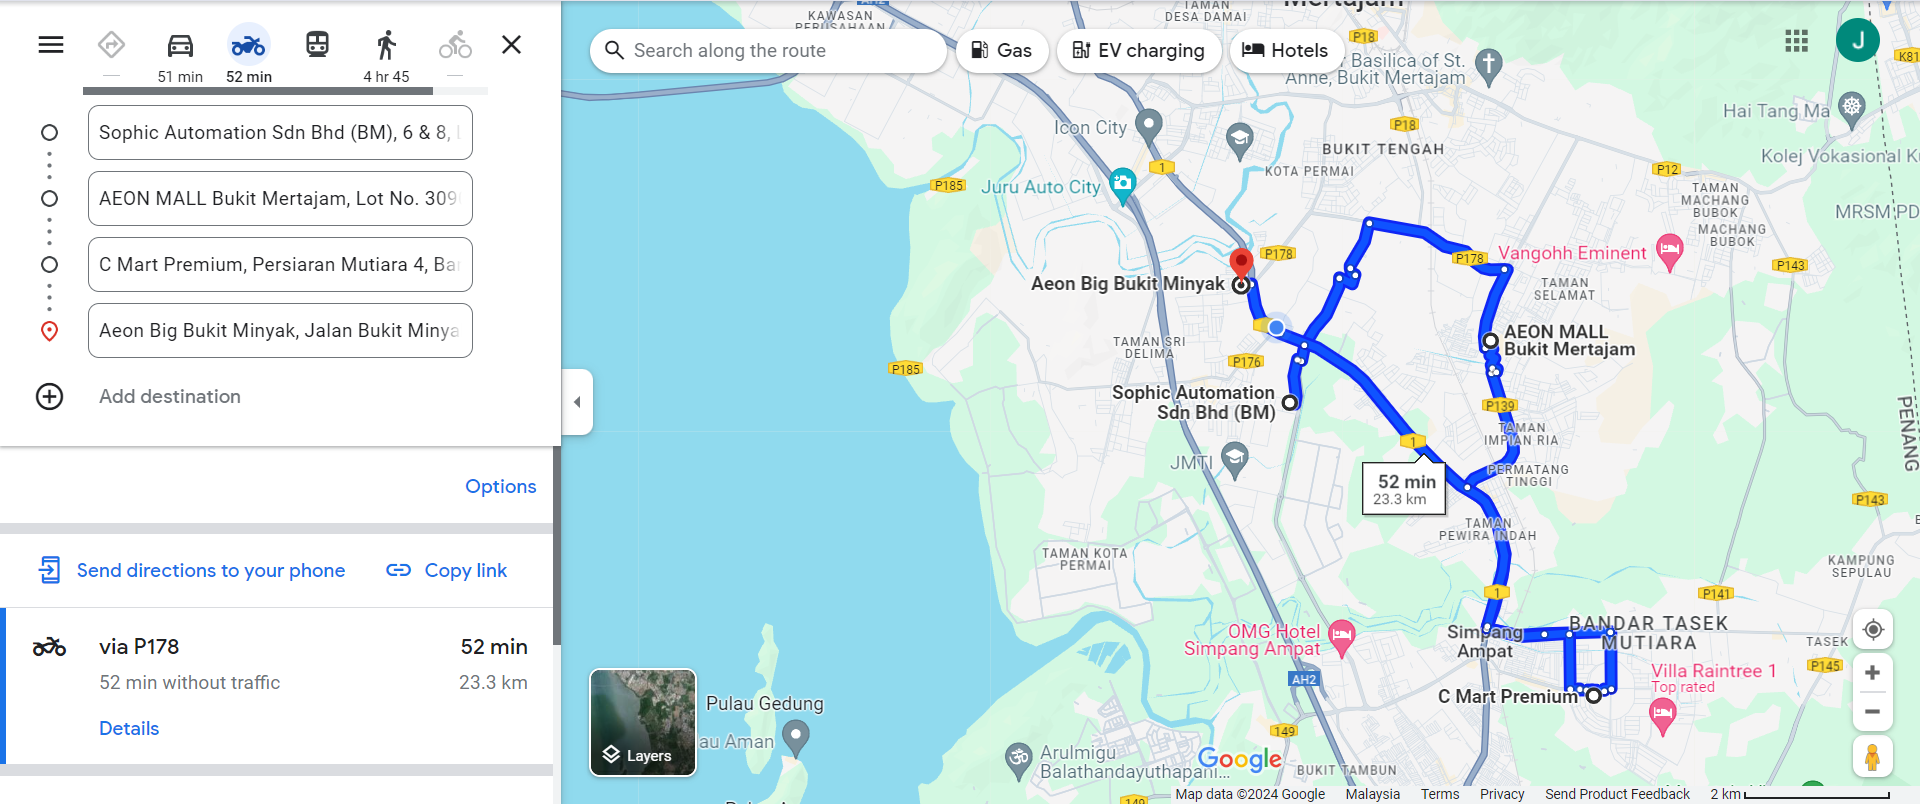 51 min
52 min
4 hr 45
Sophic Automation Sdn Bhd (BM), 6 & 8,
AEON MALL Bukit Mertajam, Lot No. 309
C Mart Premium, Persiaran Mutiara 4, Ba
Aeon Big Bukit Minyak, Jalan Bukit Minya
Add destination
Options
Send directions to your phone
Copy link
via P178
52 min
52 min without traffic
23.3 km
Details
Search along the route
Gas
EV charging
Hotels
J
KAWASAN
PERUSAHAAN
AH2
TAMAN
DESA DAMAI
Mertajam
P18
Basilica of St.
Anne, Bukit Mertajam
K81
Hai Tang Ma
Icon City
P18
BUKIT TENGAH
Kolej Vokasional K
1
KOTA PERMAI
P12
P185
Juru Auto City
TAMAN
MACHANG
BUBOK
MACHANG
BUBOK
MRSM PD
P178
Vangohh Eminent
P178
P143
Aeon Big Bukit Minyak
TAMAN
SELAMAT
AEON MALL
Bukit Mertajam
TAMAN SRI
DELIMA
P176
P185
Sophic Automation
Sdn Bhd (BM)
P139
PENANG
TAMAN
IMPIAN RIA
1
JMTI
PERMATANG
TINGGI
52 min
23.3 km
P143
TAMAN
PEWIRA INDAH
TAMAN KOTA
PERMAI
KAMPUNG
SEPULAU
1
P141
OMG Hotel
Simpang Ampat
Simpang
Ampat
BANDAR TASEK
MUTIARA
TASEK
P145
AH2
Villa Raintree 1
Top rated
C Mart Premium
Pulau Gedung
au Aman
149
Layers
Arulmigu
Balathandayuthapani...
Google
BUKIT TAMBUN
149
Map data ©2024 Google
Malaysia
Terms
Privacy
Send Product Feedback
2 km